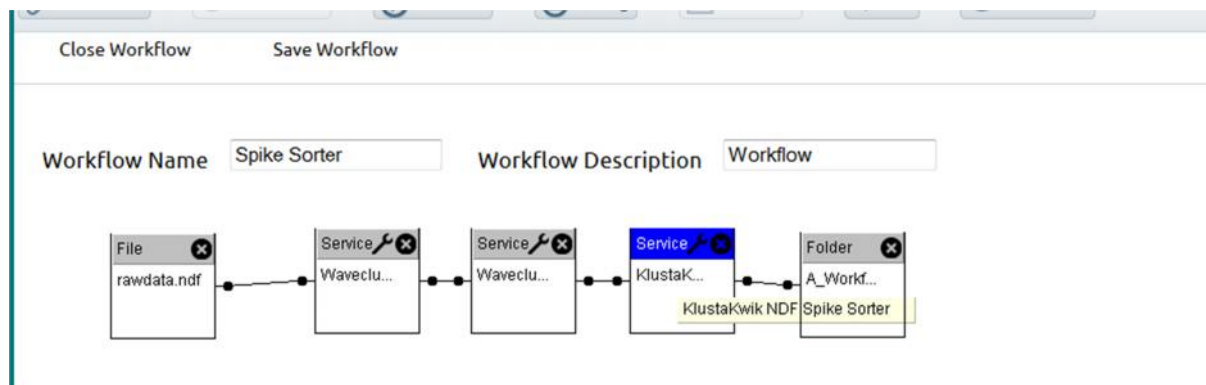 Close Workflow Save Workflow
Workflow Name Spike Sorter Workflow Description Workflow
File Service Service Service Folder
rawdata.ndf Waveclu... Waveclu... KlustaK... A_Workf...
KlustaKwik NDF Spike Sorter